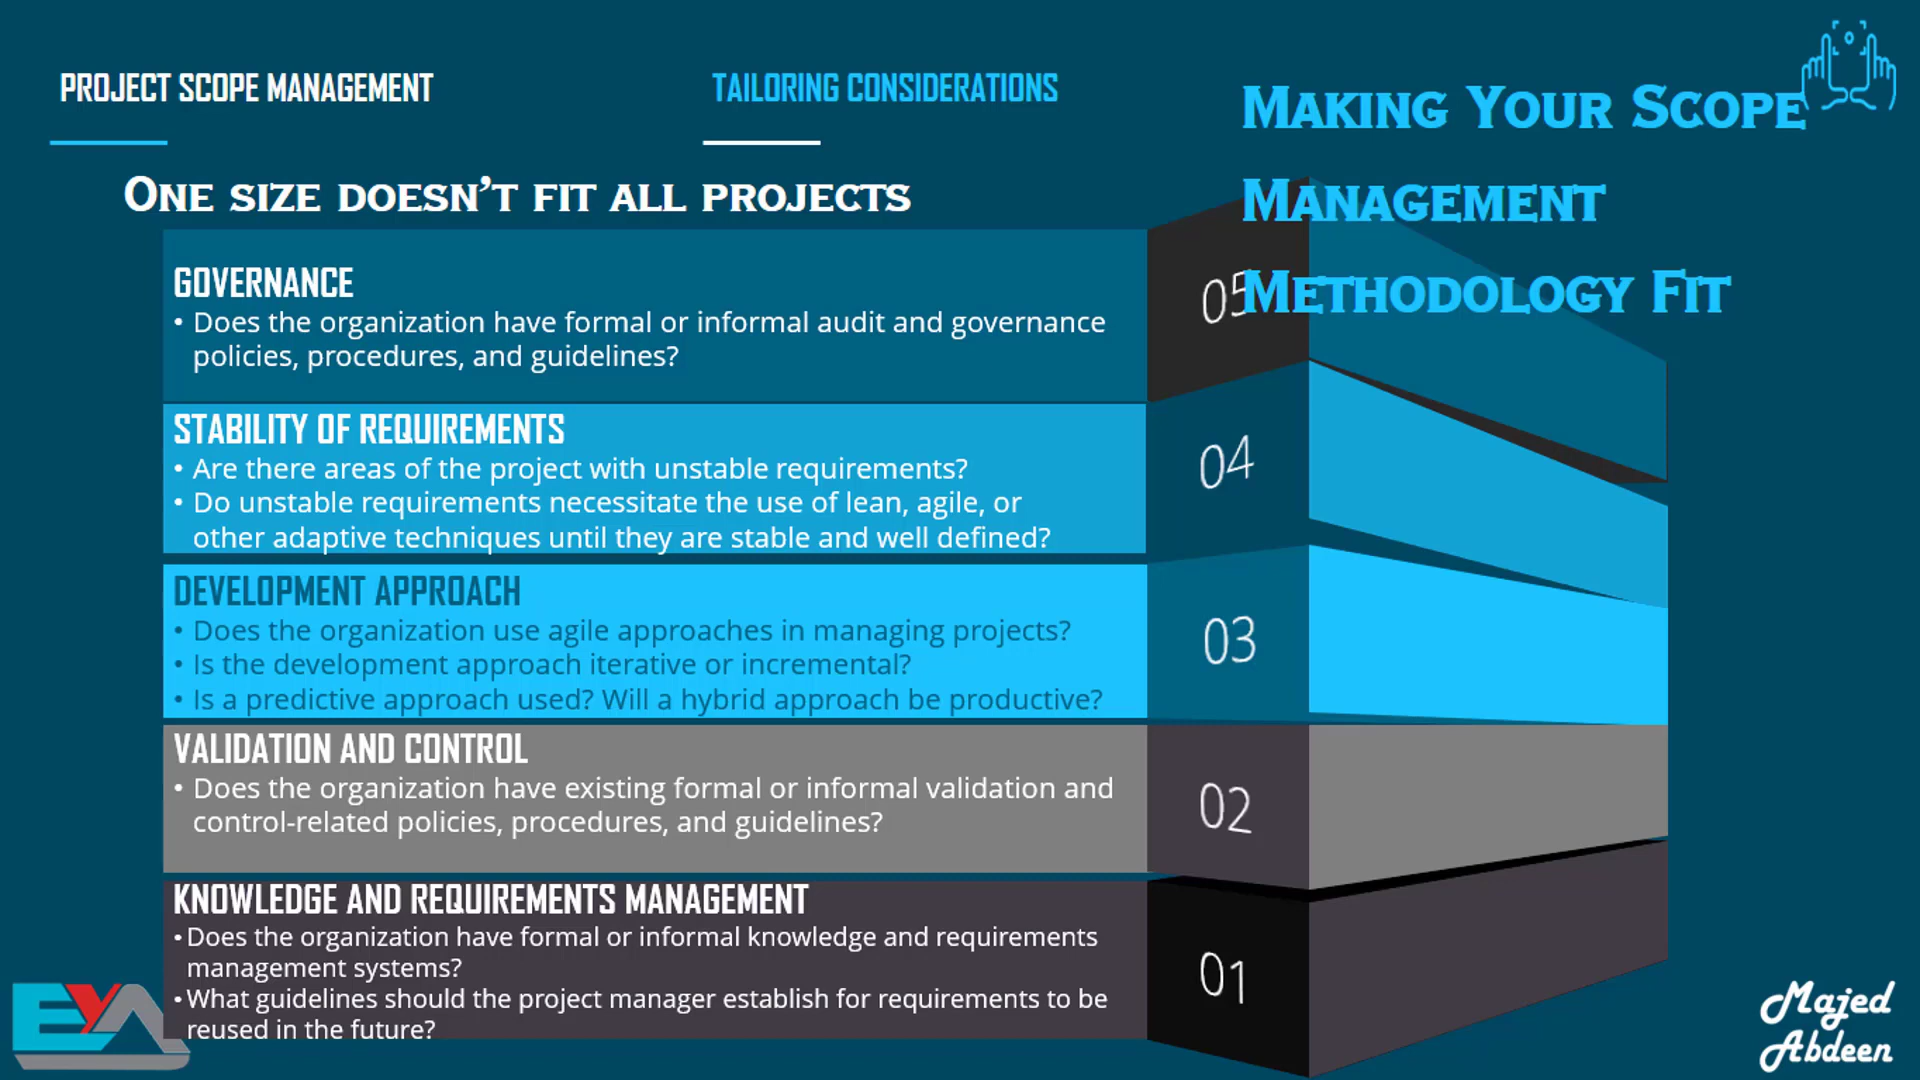 PROJECT SCOPE MANAGEMENT
TAILORING CONSIDERATIONS
MAKING YOUR SCOPE
MANAGEMENT
METHODOLOGY FIT
ONE SIZE DOESN'T FIT ALL PROJECTS
GOVERNANCE
• Does the organization have formal or informal audit and governance
policies, procedures, and guidelines?
05
STABILITY OF REQUIREMENTS
• Are there areas of the project with unstable requirements?
• Do unstable requirements necessitate the use of lean, agile, or
other adaptive techniques until they are stable and well defined?
04
DEVELOPMENT APPROACH
• Does the organization use agile approaches in managing projects?
• Is the development approach iterative or incremental?
• Is a predictive approach used? Will a hybrid approach be productive?
03
VALIDATION AND CONTROL
• Does the organization have existing formal or informal validation and
control-related policies, procedures, and guidelines?
02
KNOWLEDGE AND REQUIREMENTS MANAGEMENT
• Does the organization have formal or informal knowledge and requirements
management systems?
• What guidelines should the project manager establish for requirements to be
reused in the future?
01
EYA
Majed
Abdeen